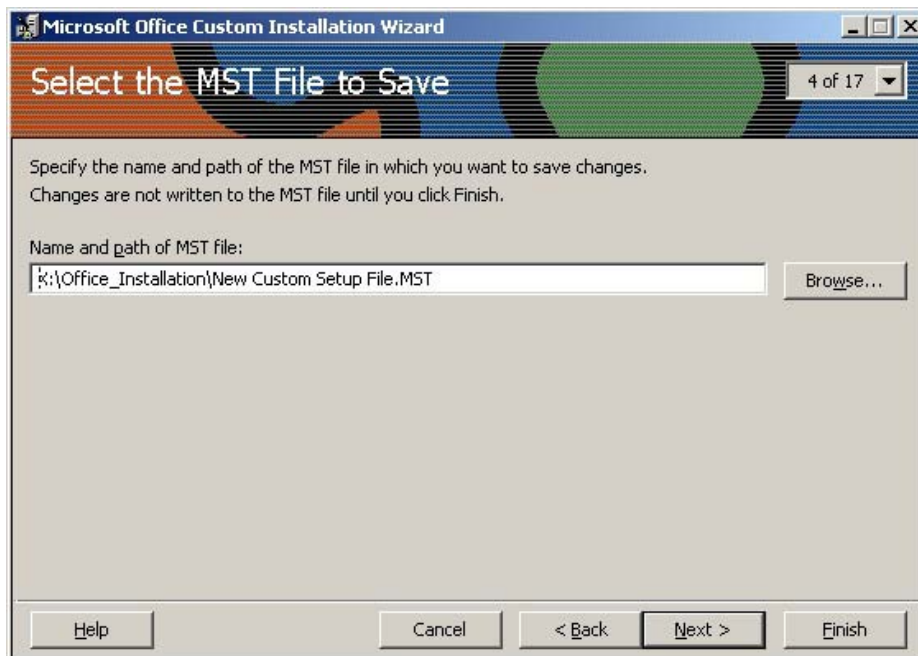 Microsoft Office Custom Installation Wizard
Select the MST File to Save
4 of 17
Specify the name and path of the MST file in which you want to save changes.
Changes are not written to the MST file until you click Finish.
Name and path of MST file:
K:\Office_Installation\New Custom Setup File.MST
Browse...
Help
Cancel
< Back
Next >
Finish